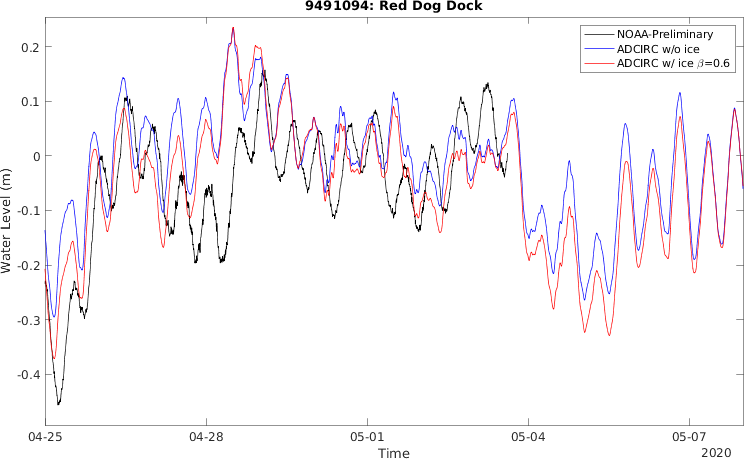 9491094: Red Dog Dock
NOAA-Preliminary
ADCIRC w/o ice
ADCIRC w/ ice β=0.6
Water Level (m)
0.2
0.1
0
-0.1
-0.2
-0.3
-0.4
04-25 04-28 05-01 05-04 05-07
Time
2020